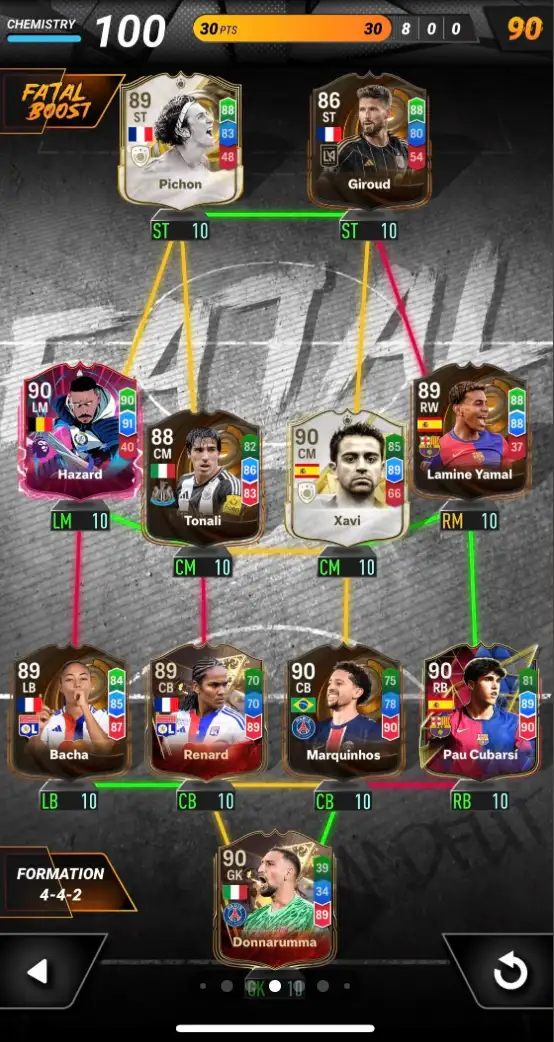 CHEMISTRY 100 30PTS 30 8 0 0 90
FATAL
BOOST
89
ST
88
83
48
Pichon
86
ST
88
80
54
Giroud
ST 10
ST 10
FATAL
90
LM
90
91
40
Hazard
88
CM
82
86
83
Tonali
90
CM
85
89
66
Xavi
89
RW
88
88
37
Lamine Yamal
LM 10
RM 10
CM 10
CM 10
89
LB
84
85
87
OL
Bacha
89
CB
70
70
89
OL
Renard
90
CB
75
78
90
Marquinhos
90
RB
81
89
90
Pau Cubarsí
LB 10
CB 10
CB 10
RB 10
90
GK
39
34
89
Donnarumma
FORMATION
4-4-2
GK 10